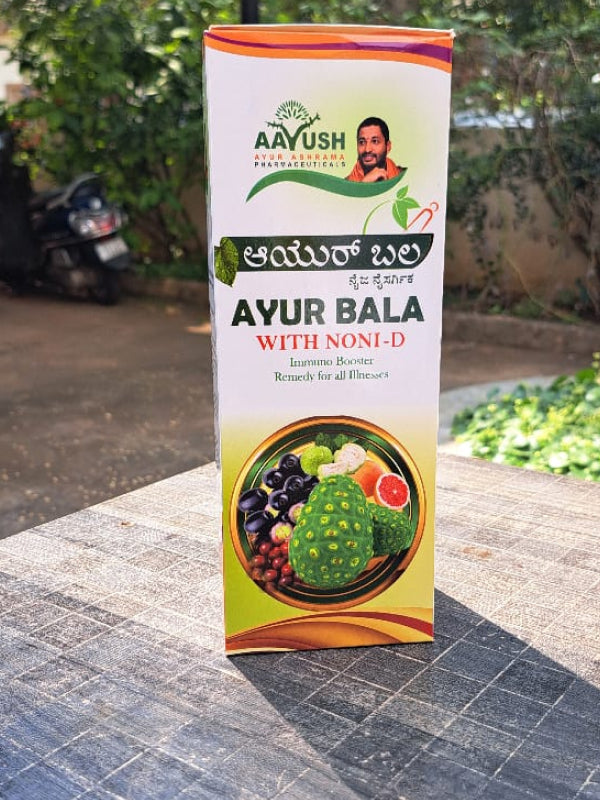 AAYUSH
AYUR ASHRAMA
PHARMACEUTICALS
ಆಯುರ್ ಬಲ
ನೈಜ ನೈಸರ್ಗಿಕ
AYUR BALA
WITH NONI-D
Immuno Booster
Remedy for all Illnesses